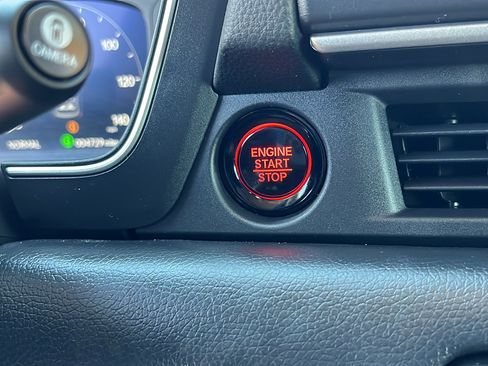 CAMERA
100
120
140
NORMAL
ENGINE
START
STOP